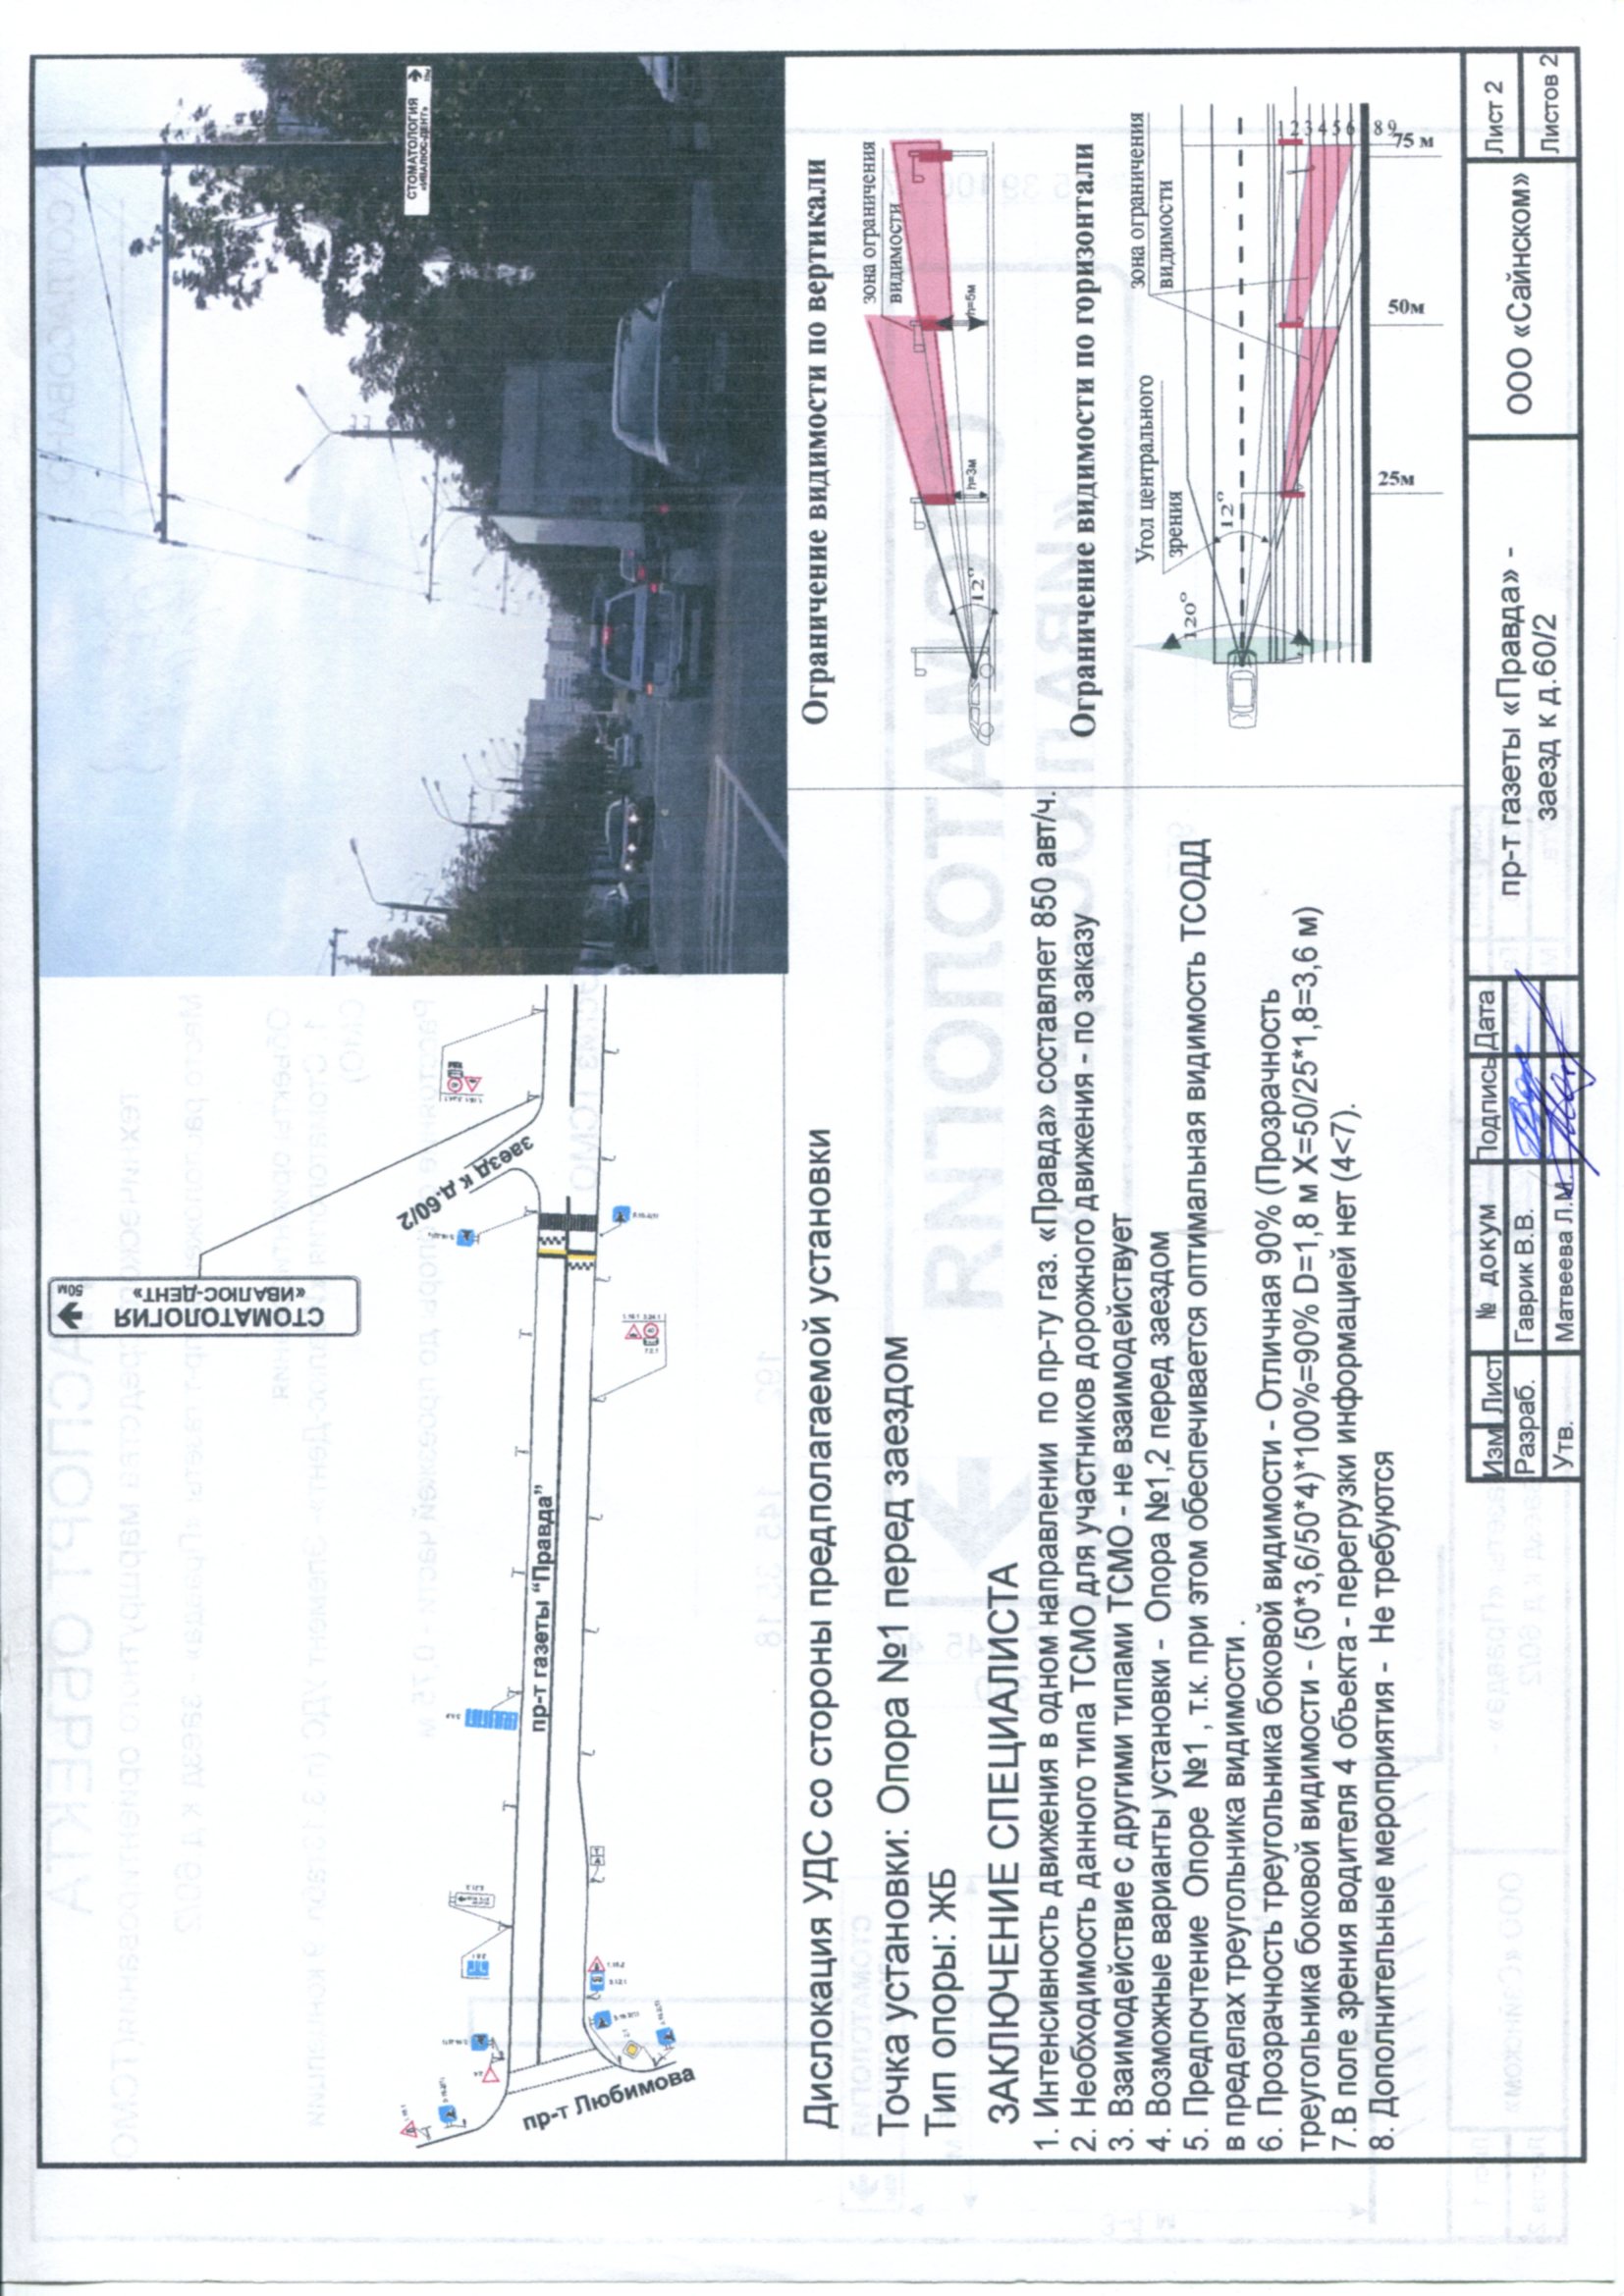 СТОМАТОЛОГИЯ
«ИВАЛЮС-ДЕНТ»
50м
заезд к д.60/2
пр-т газеты "Правда"
пр-т Любимова
СТОМАТОЛОГИЯ
«ИВАЛЮС-ДЕНТ»
Дислокация УДС со стороны предполагаемой установки
Точка установки: Опора №1 перед заездом
Тип опоры: ЖБ
ЗАКЛЮЧЕНИЕ СПЕЦИАЛИСТА
1. Интенсивность движения в одном направлении по пр-ту газ. «Правда» составляет 850 авт/ч.
2. Необходимость данного типа ТСМО для участников дорожного движения - по заказу
3. Взаимодействие с другими типами ТСМО - не взаимодействует
4. Возможные варианты установки - Опора №1,2 перед заездом
5. Предпочтение Опоре №1 , т.к. при этом обеспечивается оптимальная видимость ТСОДД
в пределах треугольника видимости .
6. Прозрачность треугольника боковой видимости - Отличная 90% (Прозрачность
треугольника боковой видимости - (50*3,6/50*4)*100%=90% D=1,8 м X=50/25*1,8=3,6 м)
7.В поле зрения водителя 4 объекта - перегрузки информацией нет (4<7).
8. Дополнительные мероприятия - Не требуются
Ограничение видимости по вертикали
зона ограничения
видимости
12°
h=3м
h=5м
Ограничение видимости по горизонтали
Угол центрального
зрения
зона ограничения
видимости
120°
12°
1 2 3 4 5 6 8 9
25м
50м
75 м
Изм Лист № докум Подпись Дата
Разраб. Гаврик В.В.
Утв. Матвеева Л.М.
пр-т газеты «Правда» -
заезд к д.60/2
ООО «Сайнском»
Лист 2
Листов 2